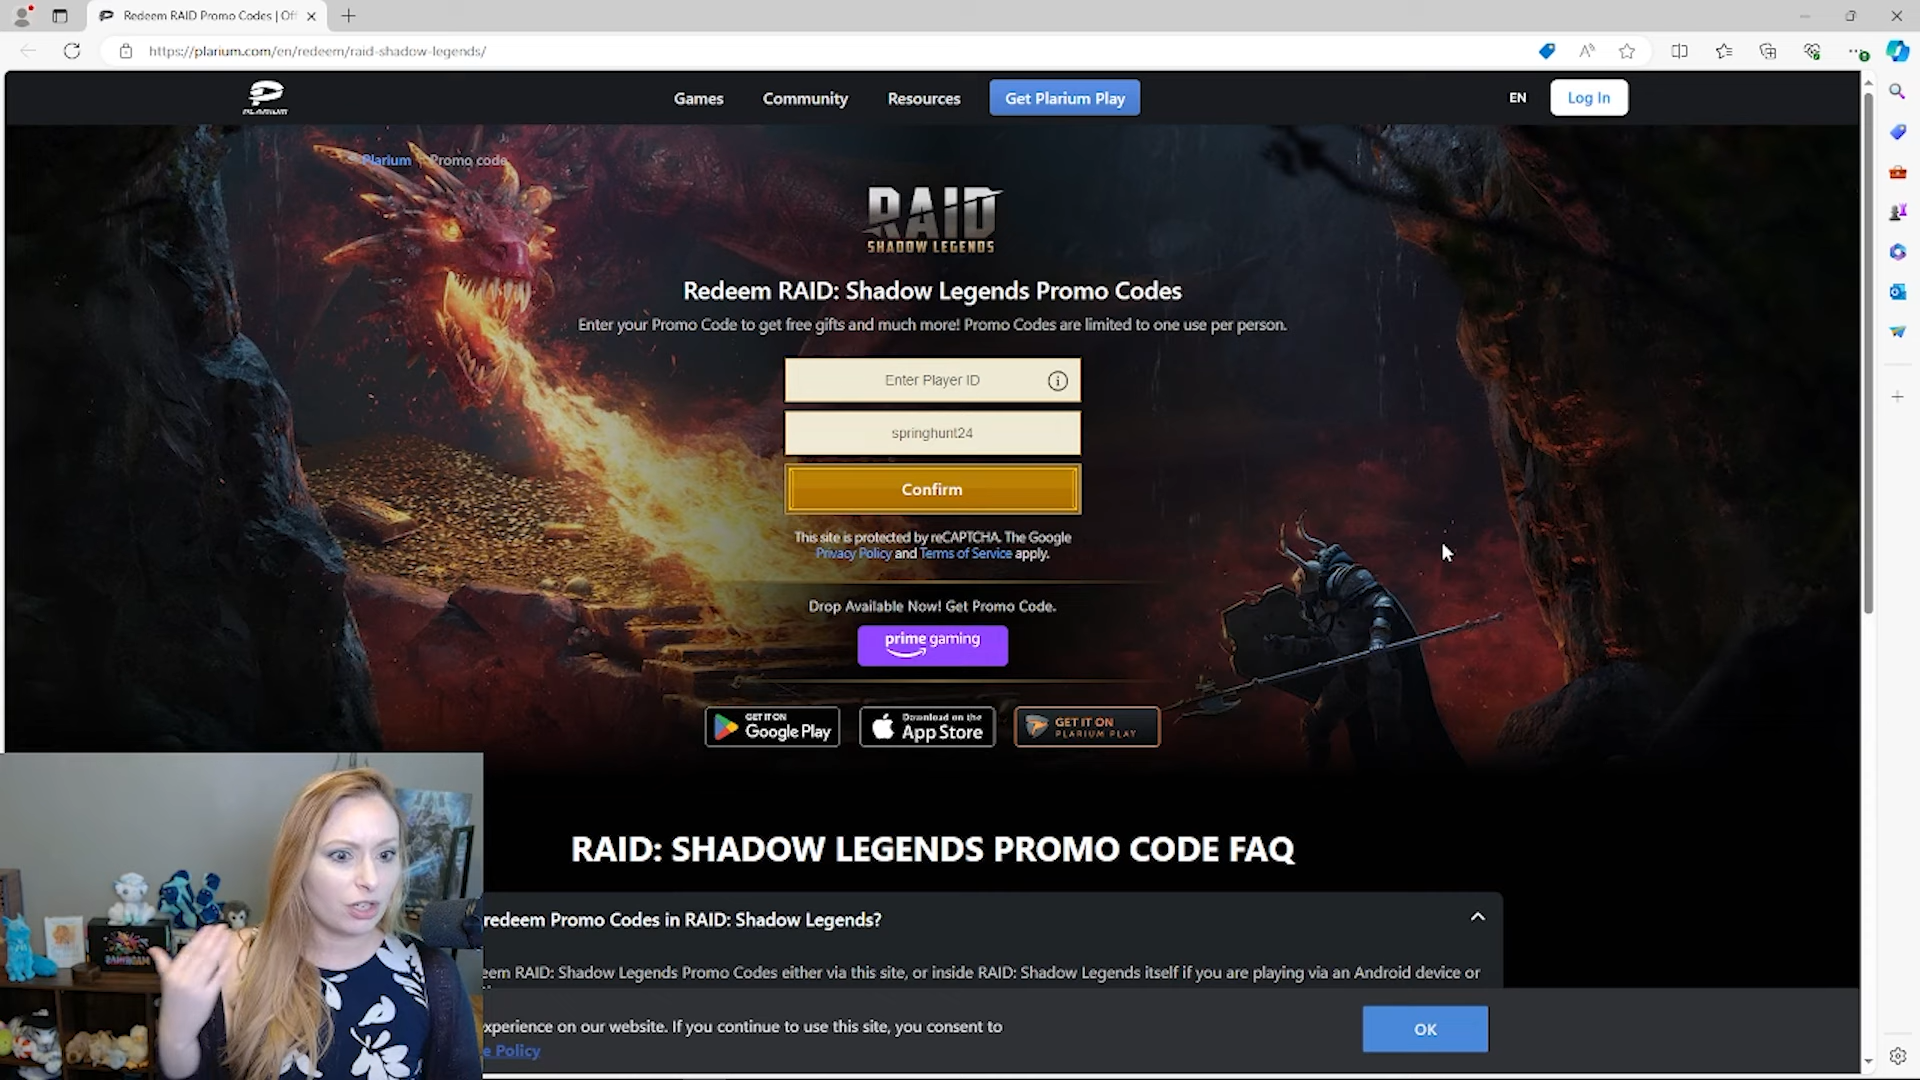 Redeem RAID Promo Codes | Off
https://plarium.com/en/redeem/raid-shadow-legends/
PLARIUM
Games
Community
Resources
Get Plarium Play
EN
Log In
Plarium
Promo code
RAID
SHADOW LEGENDS
Redeem RAID: Shadow Legends Promo Codes
Enter your Promo Code to get free gifts and much more! Promo Codes are limited to one use per person.
Enter Player ID
springhunt24
Confirm
This site is protected by reCAPTCHA. The Google
Privacy Policy and Terms of Service apply.
Drop Available Now! Get Promo Code.
prime gaming
GET IT ON
Google Play
Download on the
App Store
GET IT ON
PLARIUM PLAY
RAID: SHADOW LEGENDS PROMO CODE FAQ
redeem Promo Codes in RAID: Shadow Legends?
eem RAID: Shadow Legends Promo Codes either via this site, or inside RAID: Shadow Legends itself if you are playing via an Android device or
xperience on our website. If you continue to use this site, you consent to
e Policy
OK